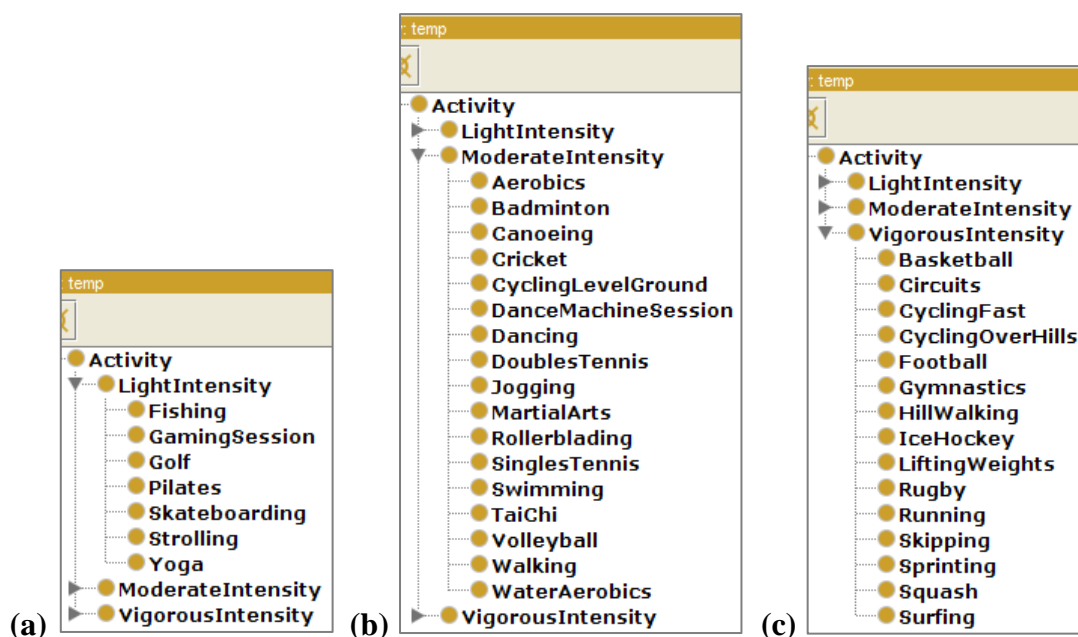 : temp
Activity
LightIntensity
Fishing
GamingSession
Golf
Pilates
Skateboarding
Strolling
Yoga
ModerateIntensity
VigorousIntensity
(a)
: temp
Activity
LightIntensity
ModerateIntensity
Aerobics
Badminton
Canoeing
Cricket
CyclingLevelGround
DanceMachineSession
Dancing
DoublesTennis
Jogging
MartialArts
Rollerblading
SinglesTennis
Swimming
TaiChi
Volleyball
Walking
WaterAerobics
VigorousIntensity
(b)
: temp
Activity
LightIntensity
ModerateIntensity
VigorousIntensity
Basketball
Circuits
CyclingFast
CyclingOverHills
Football
Gymnastics
HillWalking
IceHockey
LiftingWeights
Rugby
Running
Skipping
Sprinting
Squash
Surfing
(c)